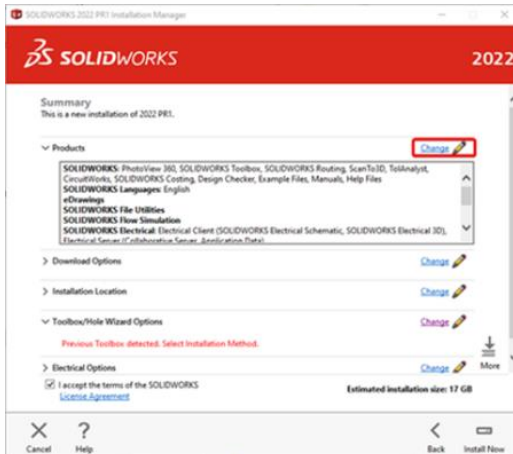 SOLIDWORKS 2022 PR1 Installation Manager
SOLIDWORKS
2022
Summary
This is a new installation of 2022 PR1.
Products
Change
SOLIDWORKS: PhotoView 360, SOLIDWORKS Toolbox, SOLIDWORKS Routing, ScanTo3D, TolAnalyst,
CircuitWorks, SOLIDWORKS Costing, Design Checker, Example Files, Manuals, Help Files
SOLIDWORKS Languages: English
eDrawings
SOLIDWORKS File Utilities
SOLIDWORKS Flow Simulation
SOLIDWORKS Electrical: Electrical Client (SOLIDWORKS Electrical Schematic, SOLIDWORKS Electrical 3D),
Electrical Server (Collaborative Server, Application Data)
Download Options
Change
Installation Location
Change
Toolbox/Hole Wizard Options
Change
Previous Toolbox detected. Select Installation Method.
Electrical Options
Change
More
I accept the terms of the SOLIDWORKS
License Agreement
Estimated installation size: 17 GB
Cancel
Help
Back
Install Now